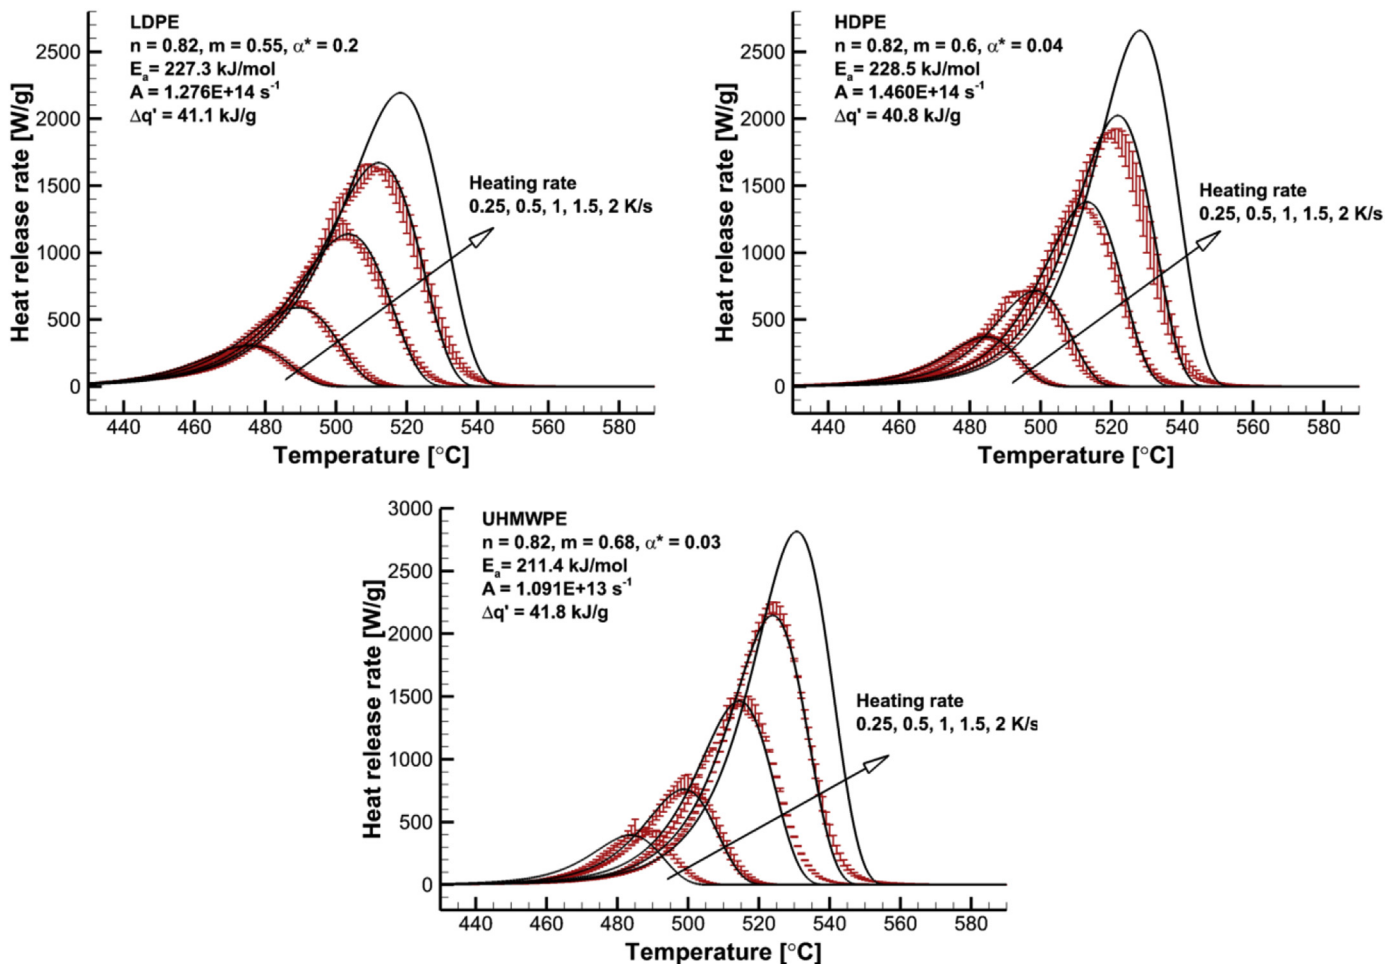 LDPE
n = 0.82, m = 0.55, α* = 0.2
Eₐ= 227.3 kJ/mol
A = 1.276E+14 s⁻¹
Δq' = 41.1 kJ/g
Heating rate
0.25, 0.5, 1, 1.5, 2 K/s
Heat release rate [W/g]
2500
2000
1500
1000
500
0
440 460 480 500 520 540 560 580
Temperature [°C]
HDPE
n = 0.82, m = 0.6, α* = 0.04
Eₐ= 228.5 kJ/mol
A = 1.460E+14 s⁻¹
Δq' = 40.8 kJ/g
Heating rate
0.25, 0.5, 1, 1.5, 2 K/s
Heat release rate [W/g]
2500
2000
1500
1000
500
0
440 460 480 500 520 540 560 580
Temperature [°C]
UHMWPE
n = 0.82, m = 0.68, α* = 0.03
Eₐ= 211.4 kJ/mol
A = 1.091E+13 s⁻¹
Δq' = 41.8 kJ/g
Heating rate
0.25, 0.5, 1, 1.5, 2 K/s
Heat release rate [W/g]
3000
2500
2000
1500
1000
500
0
440 460 480 500 520 540 560 580
Temperature [°C]